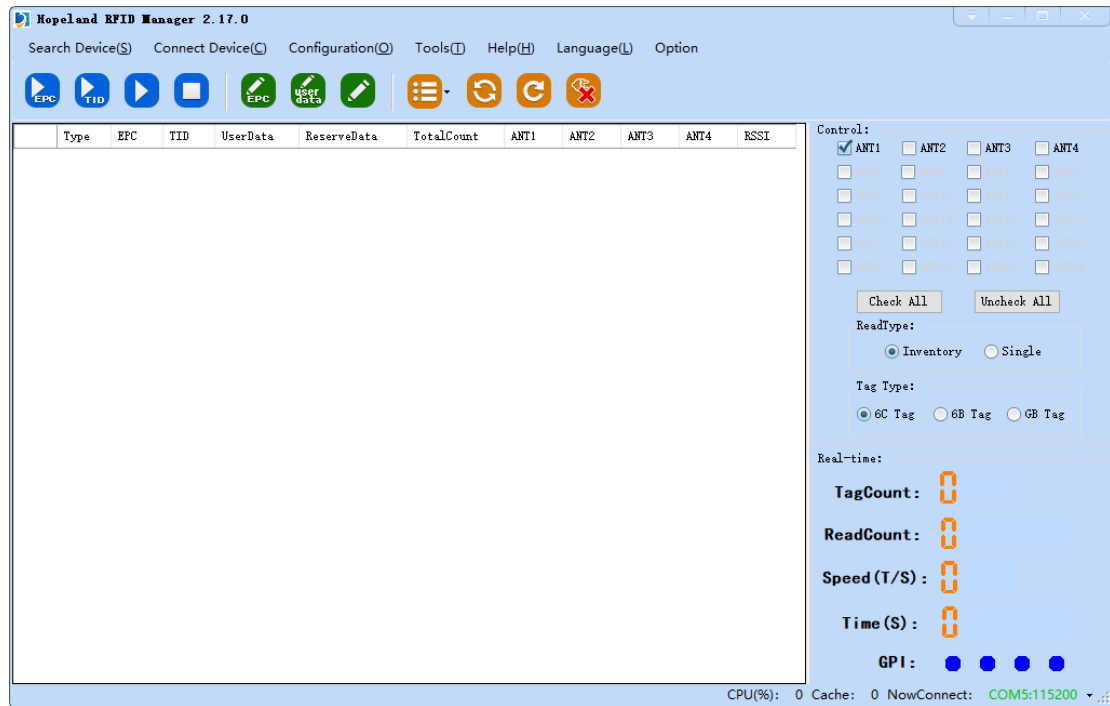 Hopeland RFID Manager 2.17.0
Search Device(S) Connect Device(C) Configuration(O) Tools(T) Help(H) Language(L) Option
EPC TID EPC user data
Type EPC TID UserData ReserveData TotalCount ANT1 ANT2 ANT3 ANT4 RSSI
Control:
ANT1 ANT2 ANT3 ANT4
Check All Uncheck All
ReadType:
Inventory Single
Tag Type:
6C Tag 6B Tag GB Tag
Real-time:
TagCount: 0
ReadCount: 0
Speed(T/S): 0
Time(S): 0
GPI:
CPU(%): 0 Cache: 0 NowConnect: COM5:115200